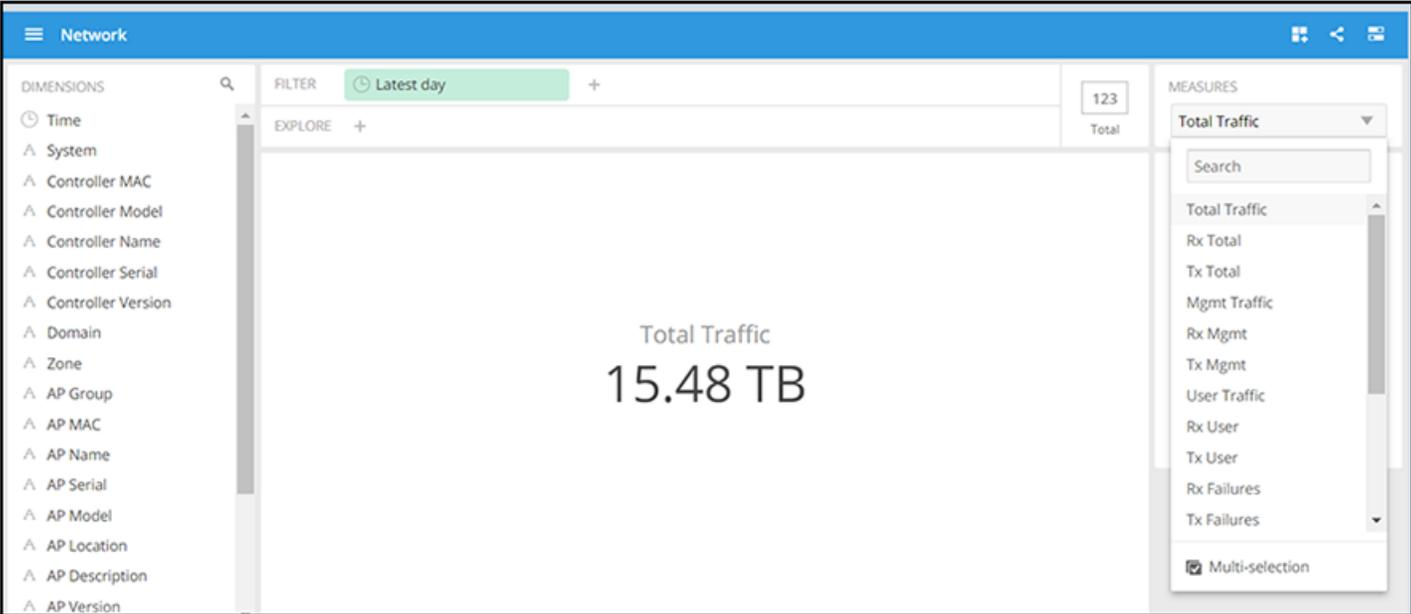 Network
DIMENSIONS
Time
System
Controller MAC
Controller Model
Controller Name
Controller Serial
Controller Version
Domain
Zone
AP Group
AP MAC
AP Name
AP Serial
AP Model
AP Location
AP Description
AP Version
FILTER Latest day +
EXPLORE +
123
Total
Total Traffic
15.48 TB
MEASURES
Total Traffic
Search
Total Traffic
Rx Total
Tx Total
Mgmt Traffic
Rx Mgmt
Tx Mgmt
User Traffic
Rx User
Tx User
Rx Failures
Tx Failures
Multi-selection